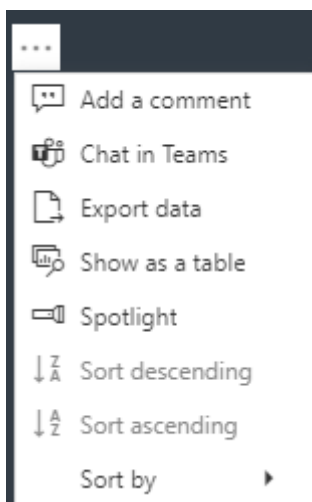 ...
Add a comment
Chat in Teams
Export data
Show as a table
Spotlight
Sort descending
Sort ascending
Sort by